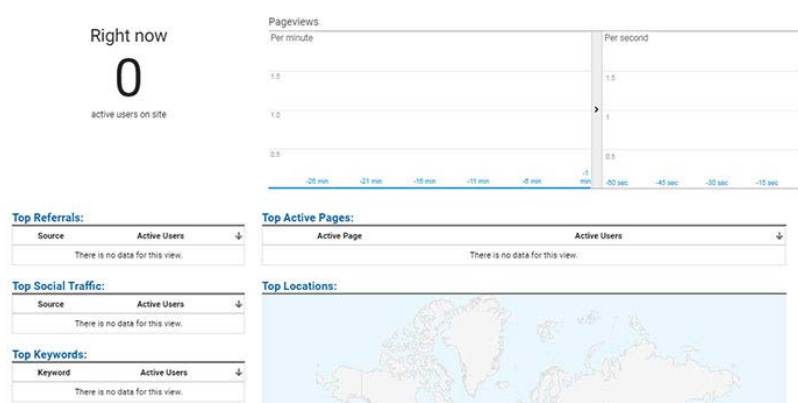 Right now
0
active users on site
Pageviews
Per minute
Per second
1.5
1.0
0.5
-26 min
-21 min
-16 min
-11 min
-6 min
-1 min
1.5
1
0.5
-60 sec
-45 sec
-30 sec
-15 sec
Top Referrals:
Source Active Users
There is no data for this view.
Top Active Pages:
Active Page Active Users
There is no data for this view.
Top Social Traffic:
Source Active Users
There is no data for this view.
Top Locations:
Top Keywords:
Keyword Active Users
There is no data for this view.